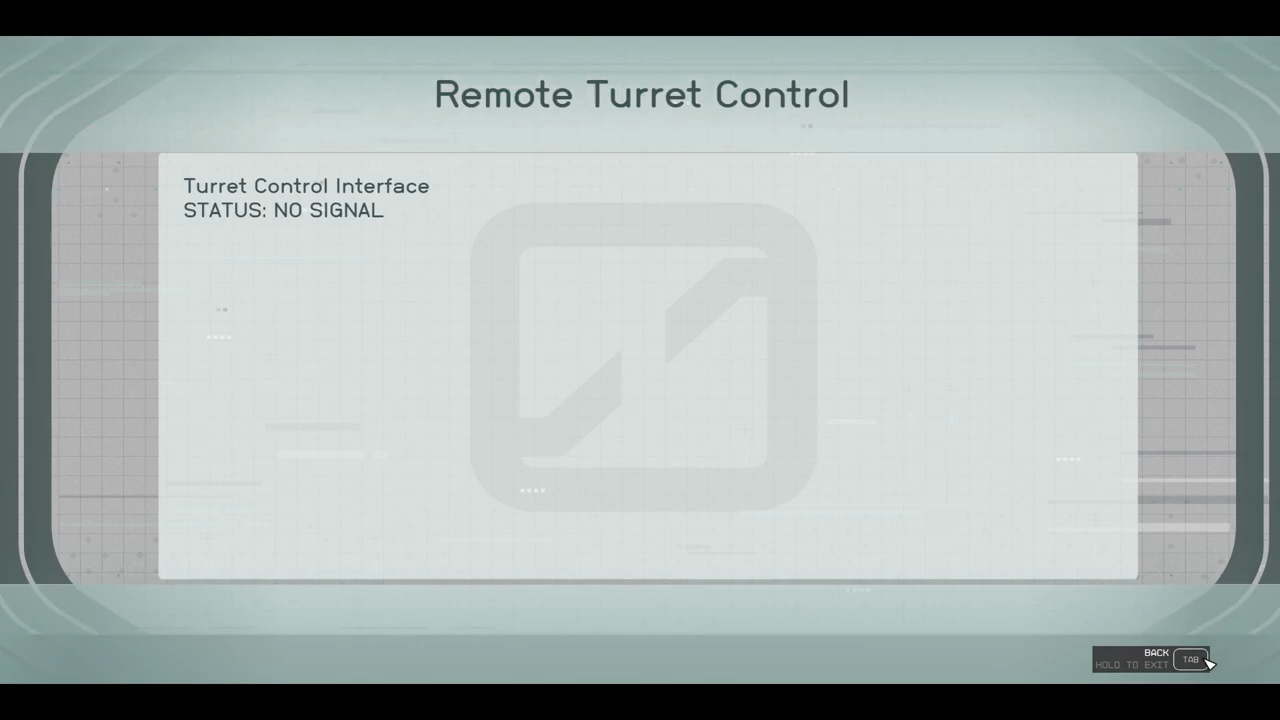 Remote Turret Control
Turret Control Interface
STATUS: NO SIGNAL
BACK
HOLD TO EXIT
TAB